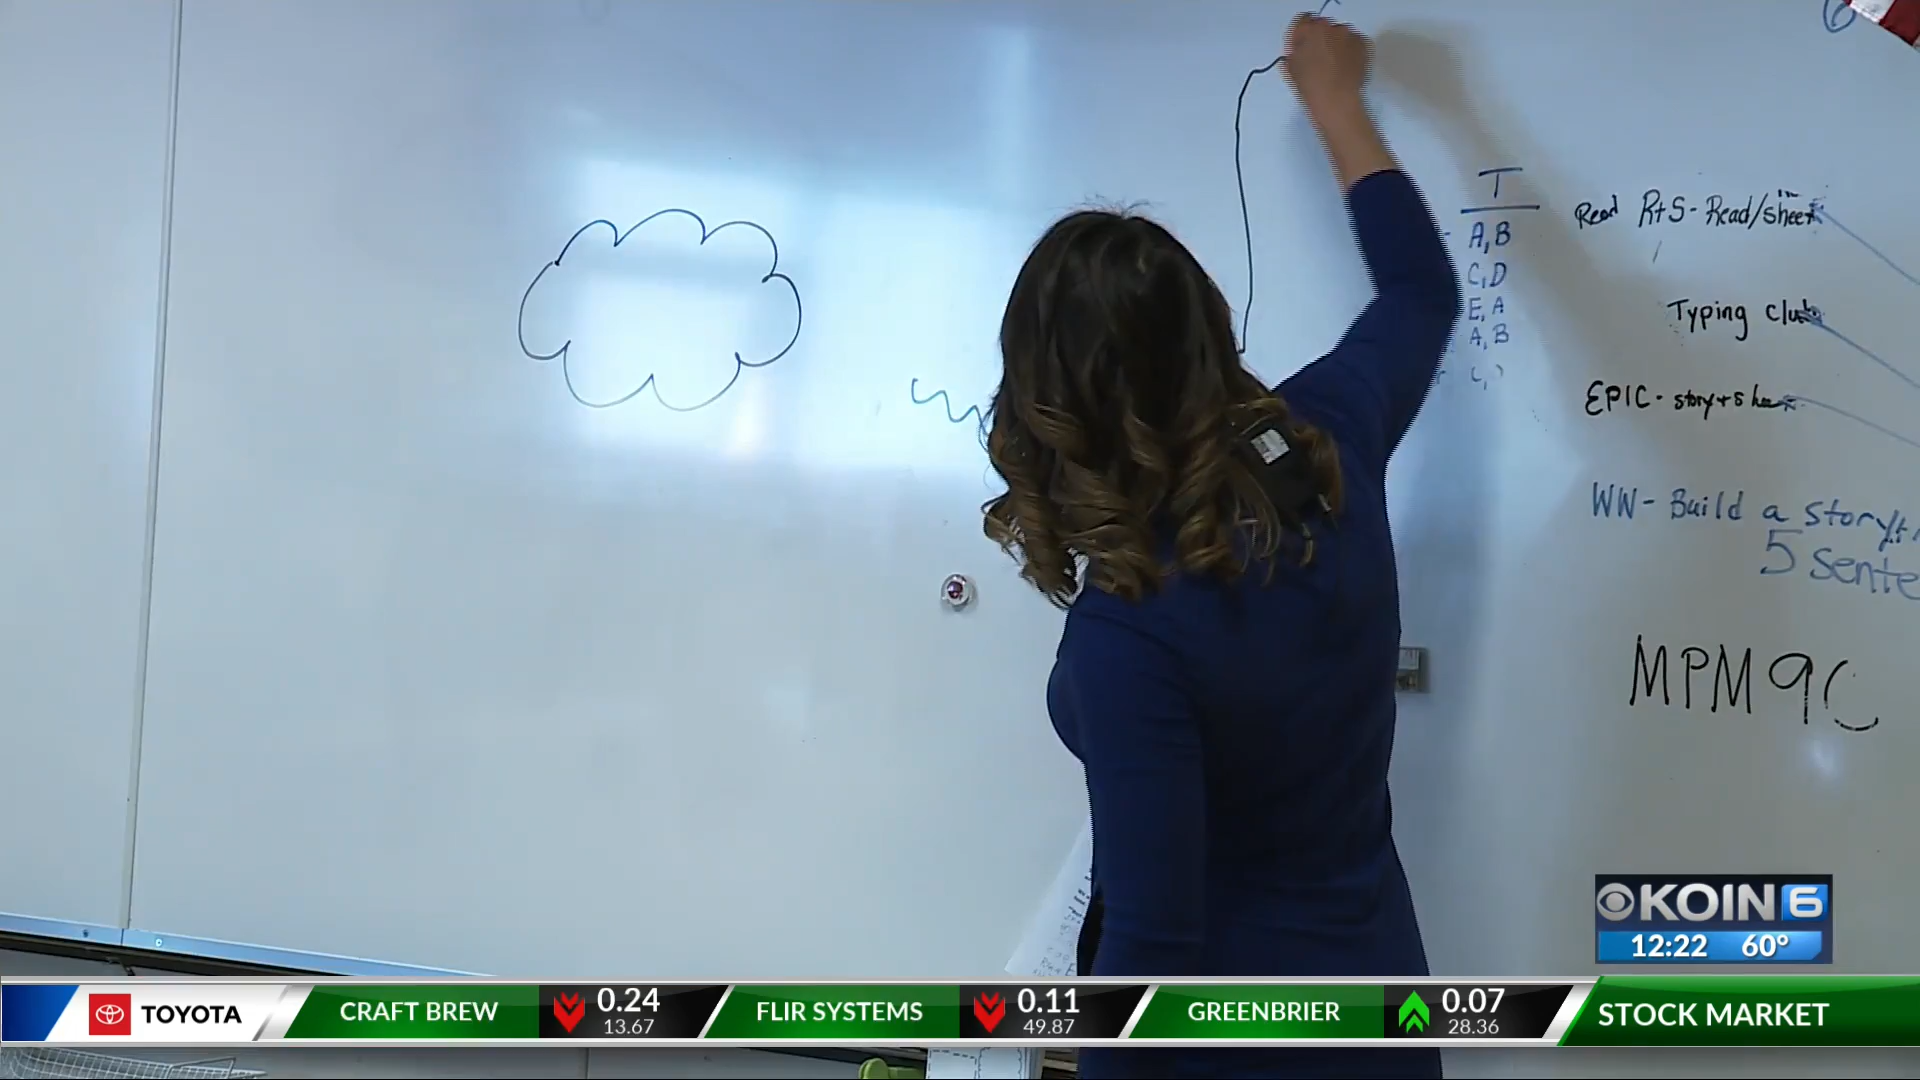 T
A, B
C, D
E, A
A, B
Read R+S - Read/sheet
Typing club
EPIC - story+s
WW - Build a story+
5 sente
MPM 9C
6
KOIN 6
12:22 60°
TOYOTA
CRAFT BREW 0.24 13.67
FLIR SYSTEMS 0.11 49.87
GREENBRIER 0.07 28.36
STOCK MARKET